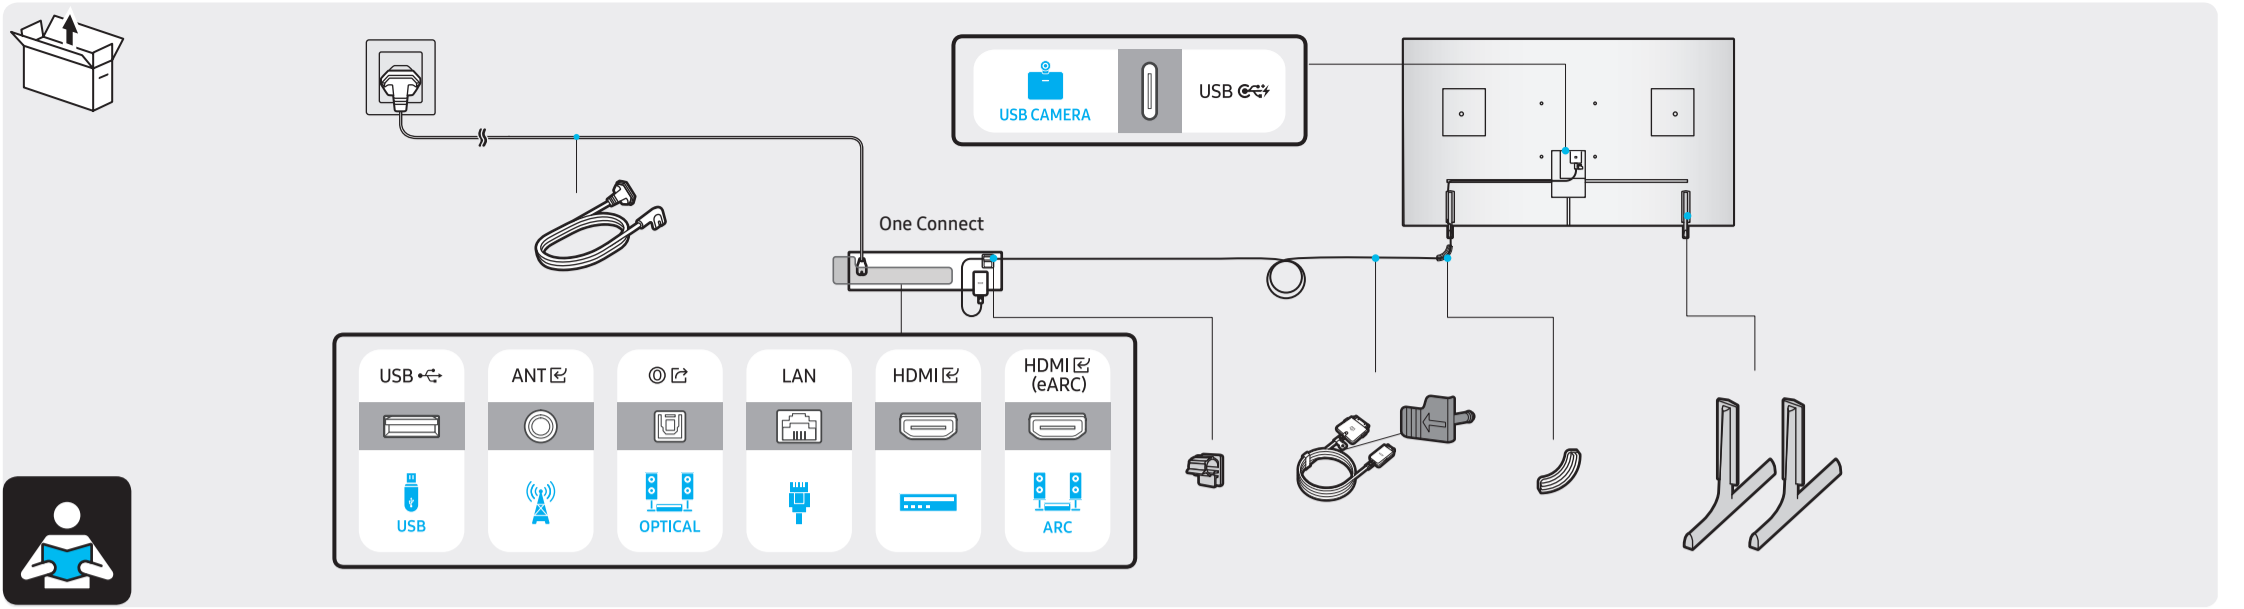 USB CAMERA
USB
One Connect
USB
ANT
LAN
HDMI
HDMI
(eARC)
USB
OPTICAL
ARC